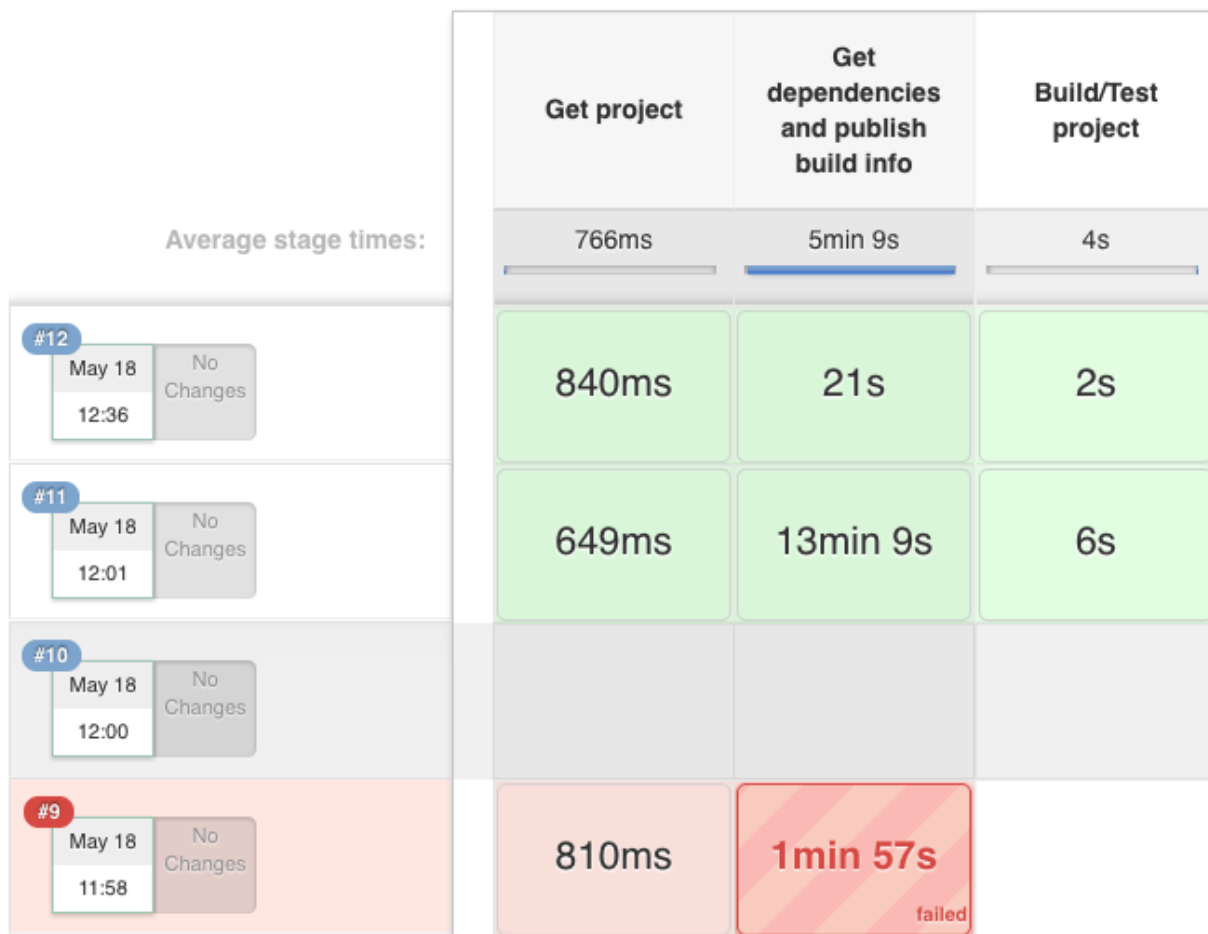 Get project
Get
dependencies
and publish
build info
Build/Test
project
Average stage times:
766ms
5min 9s
4s
#12
May 18
12:36
No
Changes
840ms
21s
2s
#11
May 18
12:01
No
Changes
649ms
13min 9s
6s
#10
May 18
12:00
No
Changes
#9
May 18
11:58
No
Changes
810ms
1min 57s
failed